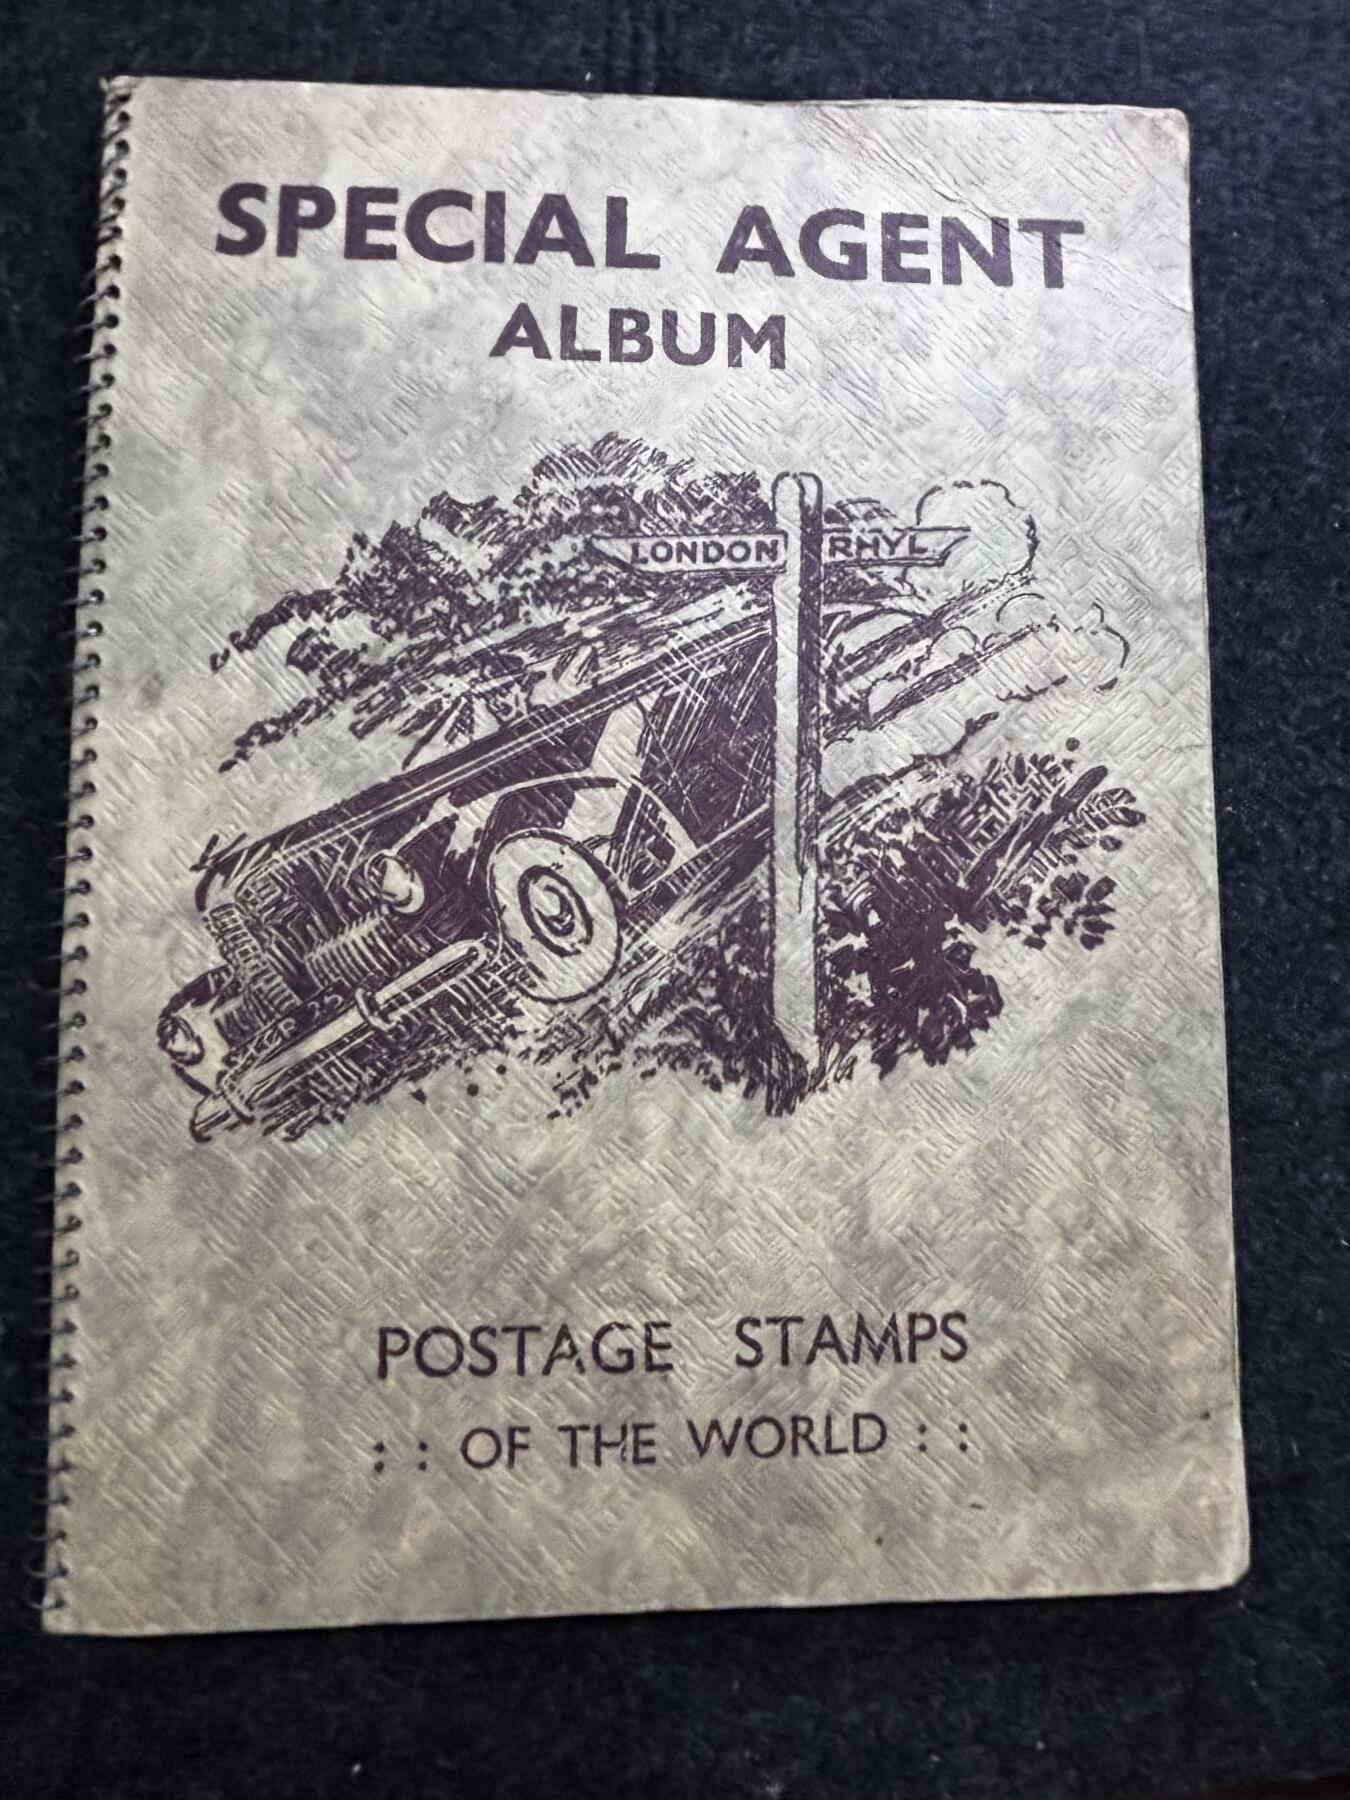 SPECIAL AGENT
ALBUM
LONDON RHYL
POSTAGE STAMPS
: : OF THE WORLD : :